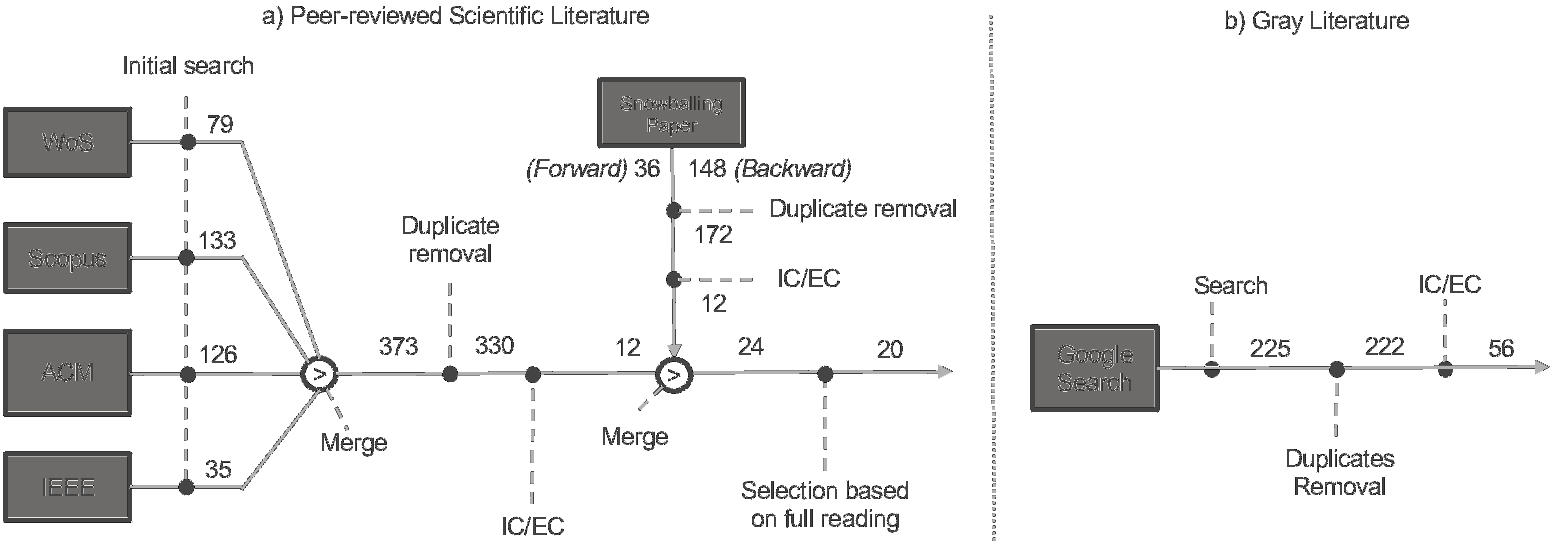 a) Peer-reviewed Scientific Literature
b) Gray Literature
Initial search
WoS
79
Scopus
133
ACM
126
IEEE
35
Merge
373
Duplicate
removal
330
IC/EC
12
Snowballing
Paper
(Forward) 36
148 (Backward)
Duplicate removal
172
IC/EC
12
Merge
24
Selection based
on full reading
20
Google
Search
Search
225
Duplicates
Removal
222
IC/EC
56